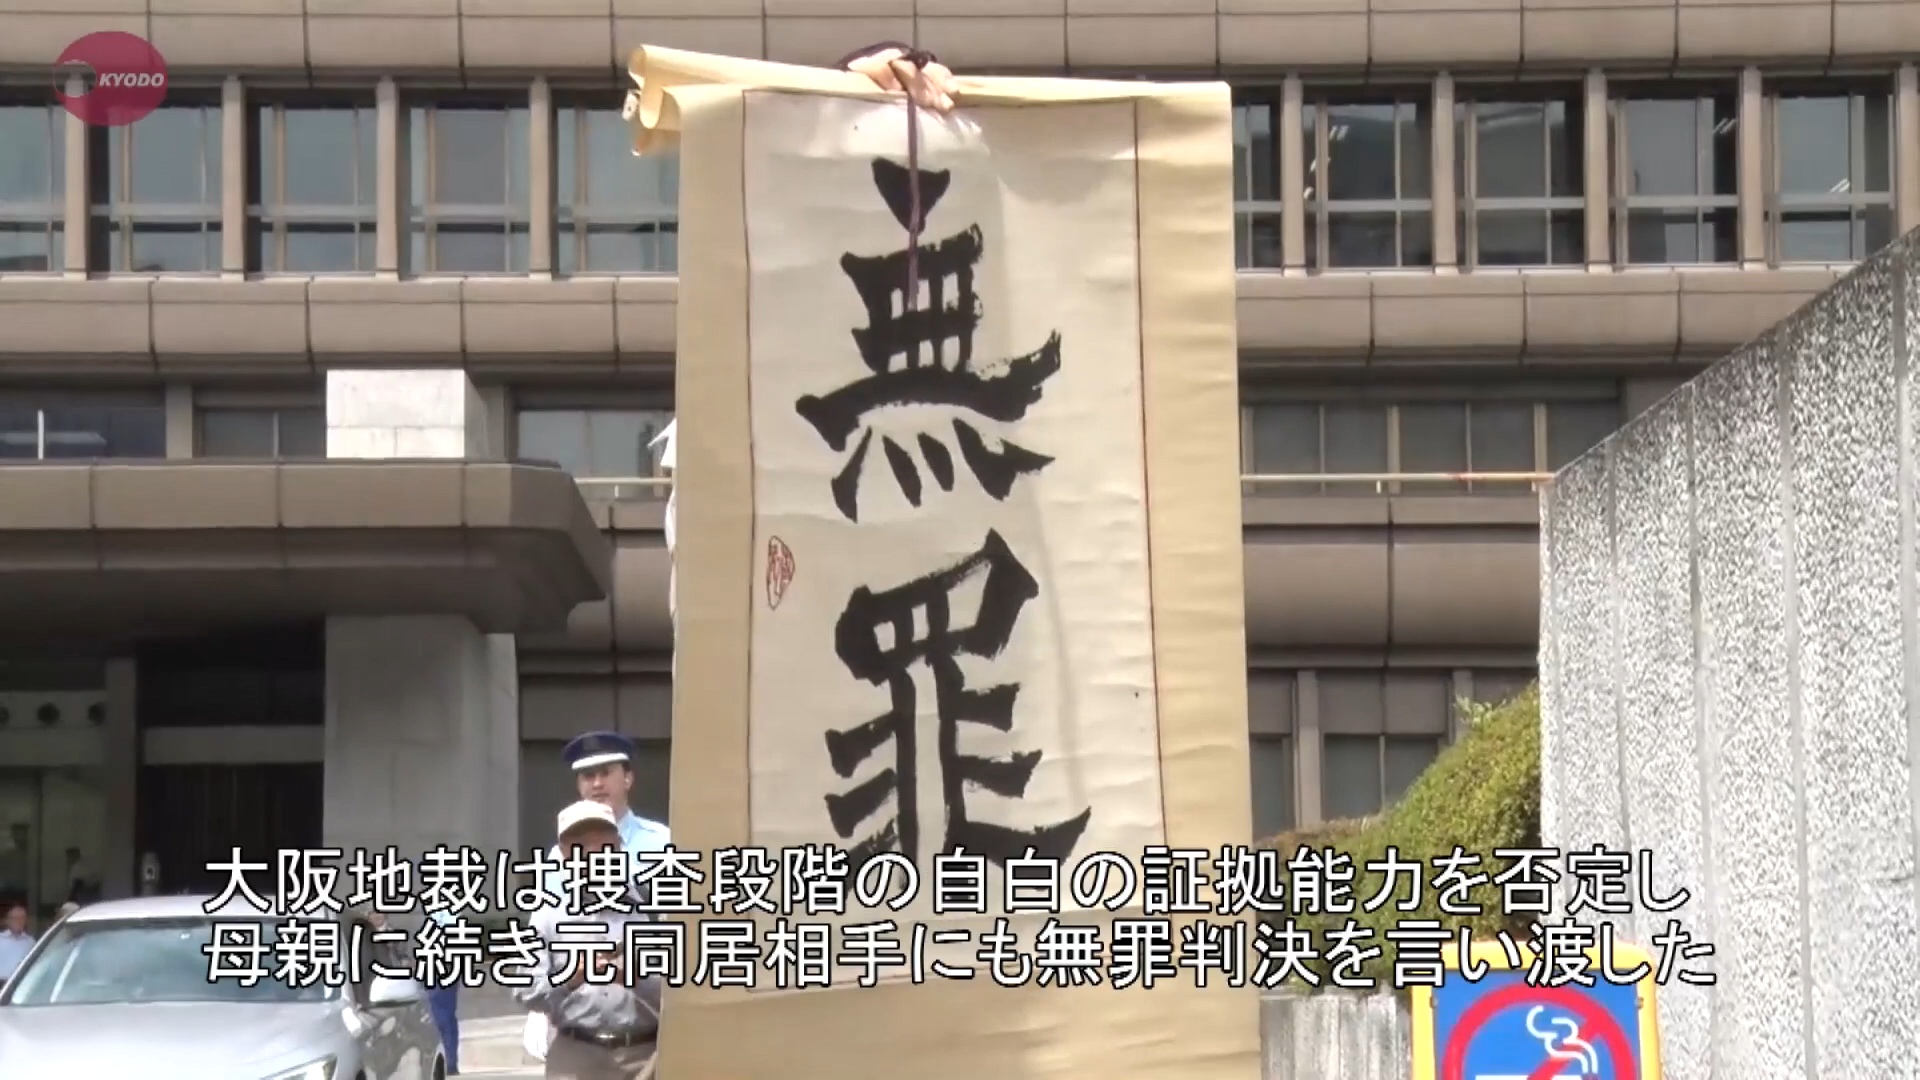 KYODO
無罪
大阪地裁は捜査段階の自白の証拠能力を否定し
母親に続き元同居相手にも無罪判決を言い渡した